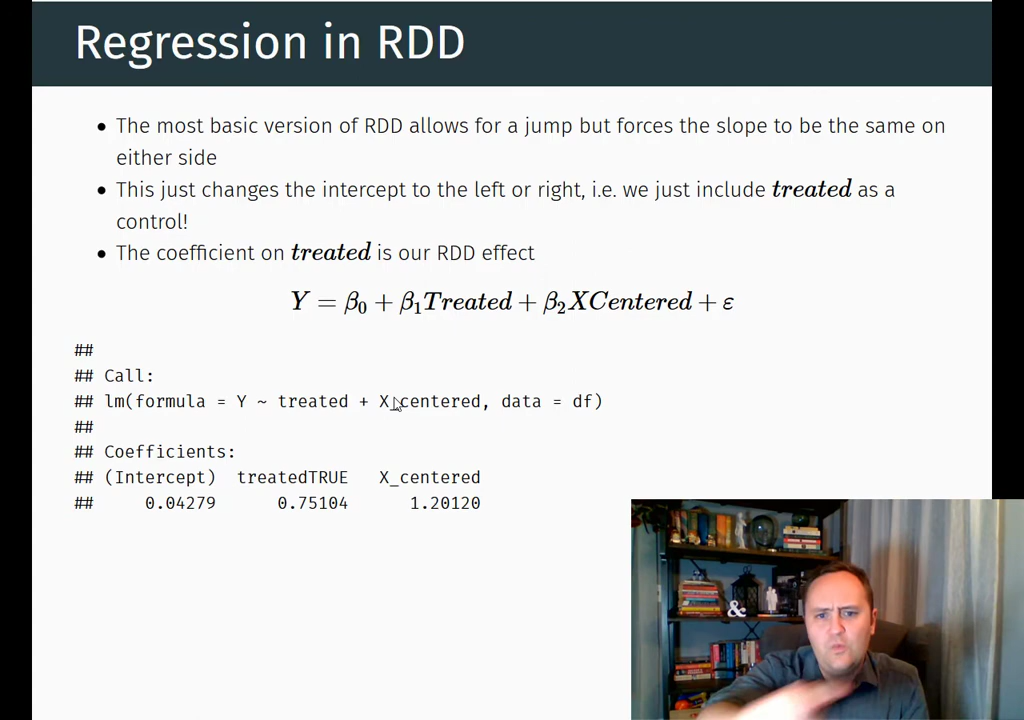 Regression in RDD
• The most basic version of RDD allows for a jump but forces the slope to be the same on
either side
• This just changes the intercept to the left or right, i.e. we just include treated as a
control!
• The coefficient on treated is our RDD effect
Y = β₀ + β₁Treated + β₂XCentered + ε
##
## Call:
## lm(formula = Y ~ treated + X_centered, data = df)
##
## Coefficients:
## (Intercept) treatedTRUE X_centered
## 0.04279 0.75104 1.20120
&